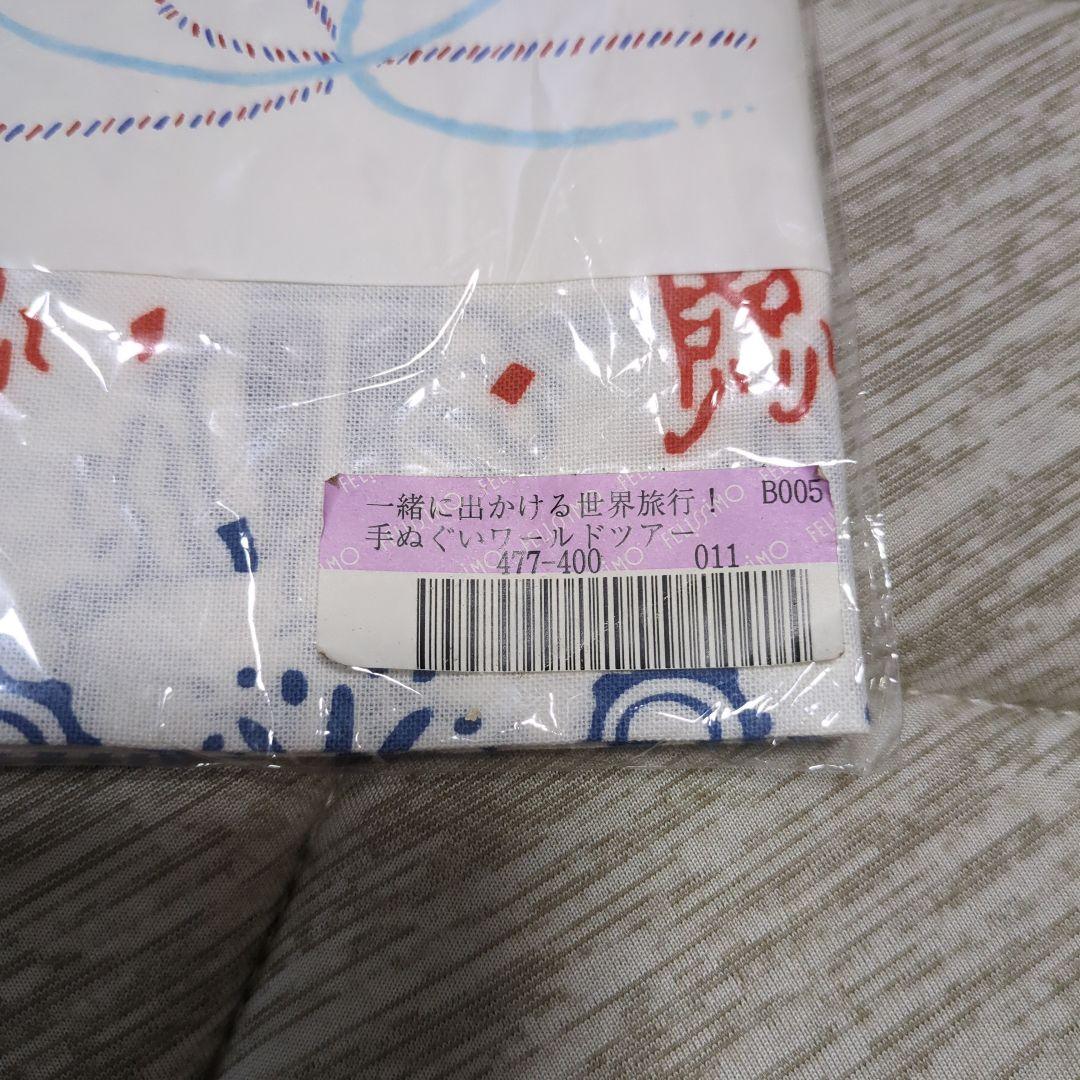 一緒に出かける世界旅行! B005
手ぬぐいワールドツアー
477-400 011
FELISSIMO